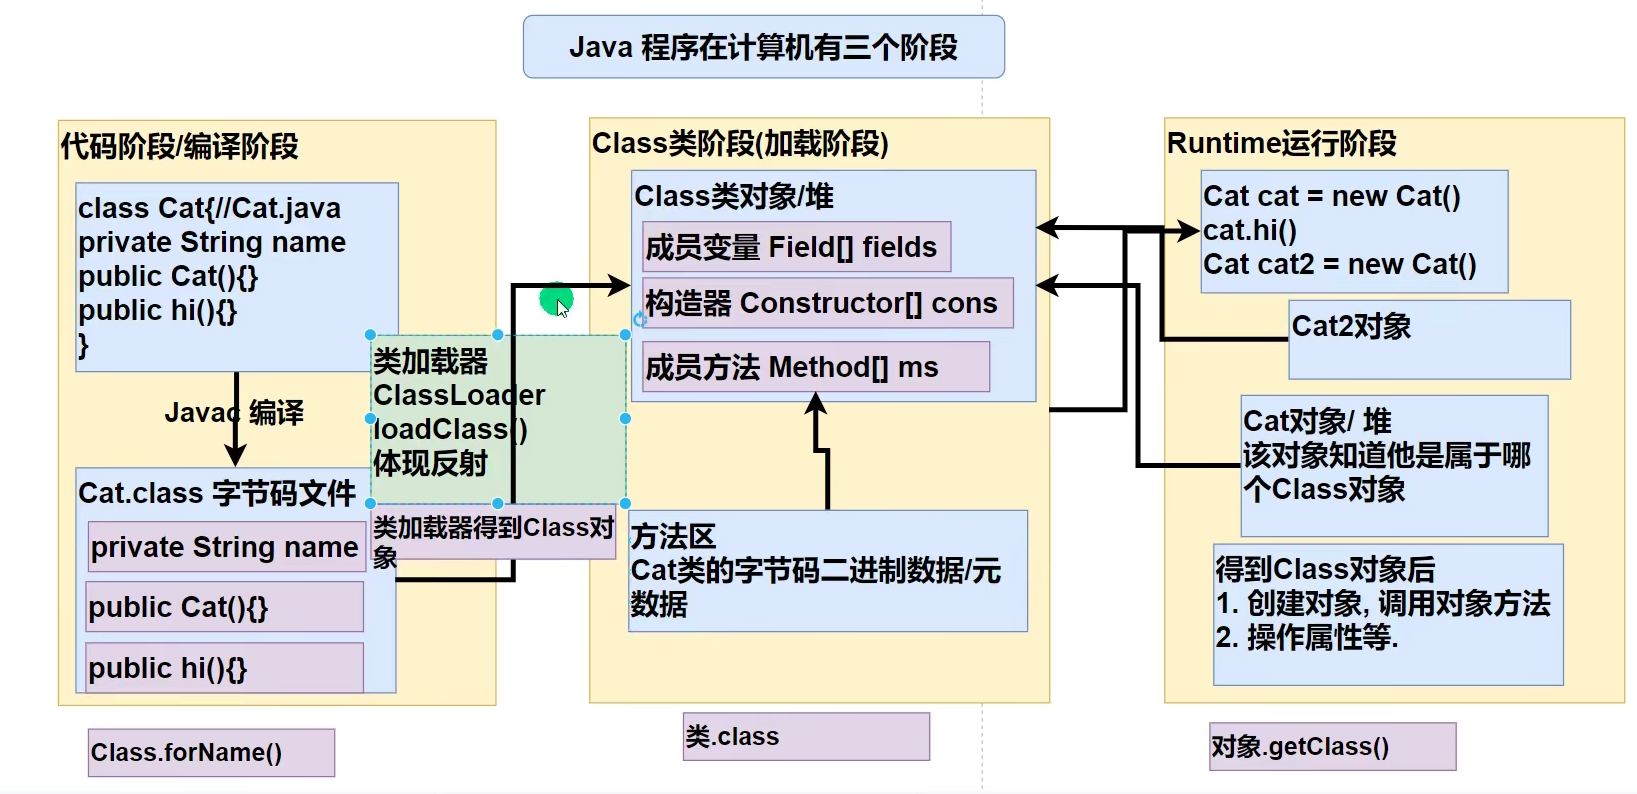 Java 程序在计算机有三个阶段
代码阶段/编译阶段
class Cat{//Cat.java
private String name
public Cat(){}
public hi(){}
}
Javac 编译
Cat.class 字节码文件
private String name
public Cat(){}
public hi(){}
Class.forName()
类加载器
ClassLoader
loadClass()
体现反射
类加载器得到Class对
象
Class类阶段(加载阶段)
Class类对象/堆
成员变量 Field[] fields
构造器 Constructor[] cons
成员方法 Method[] ms
方法区
Cat类的字节码二进制数据/元
数据
类.class
Runtime运行阶段
Cat cat = new Cat()
cat.hi()
Cat cat2 = new Cat()
Cat2对象
Cat对象/ 堆
该对象知道他是属于哪
个Class对象
得到Class对象后
1. 创建对象, 调用对象方法
2. 操作属性等.
对象.getClass()